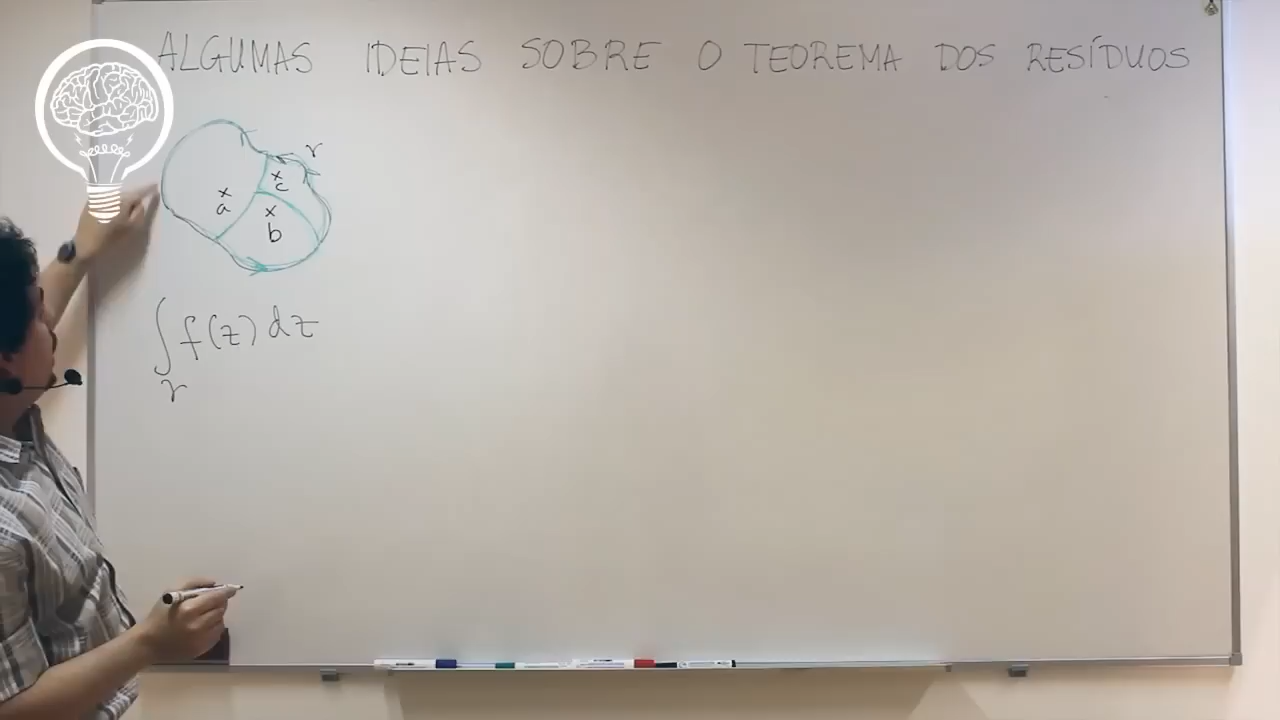 ALGUMAS IDEIAS SOBRE O TEOREMA DOS RESÍDUOS
γ
c
a
b
∫γ f(z) dz